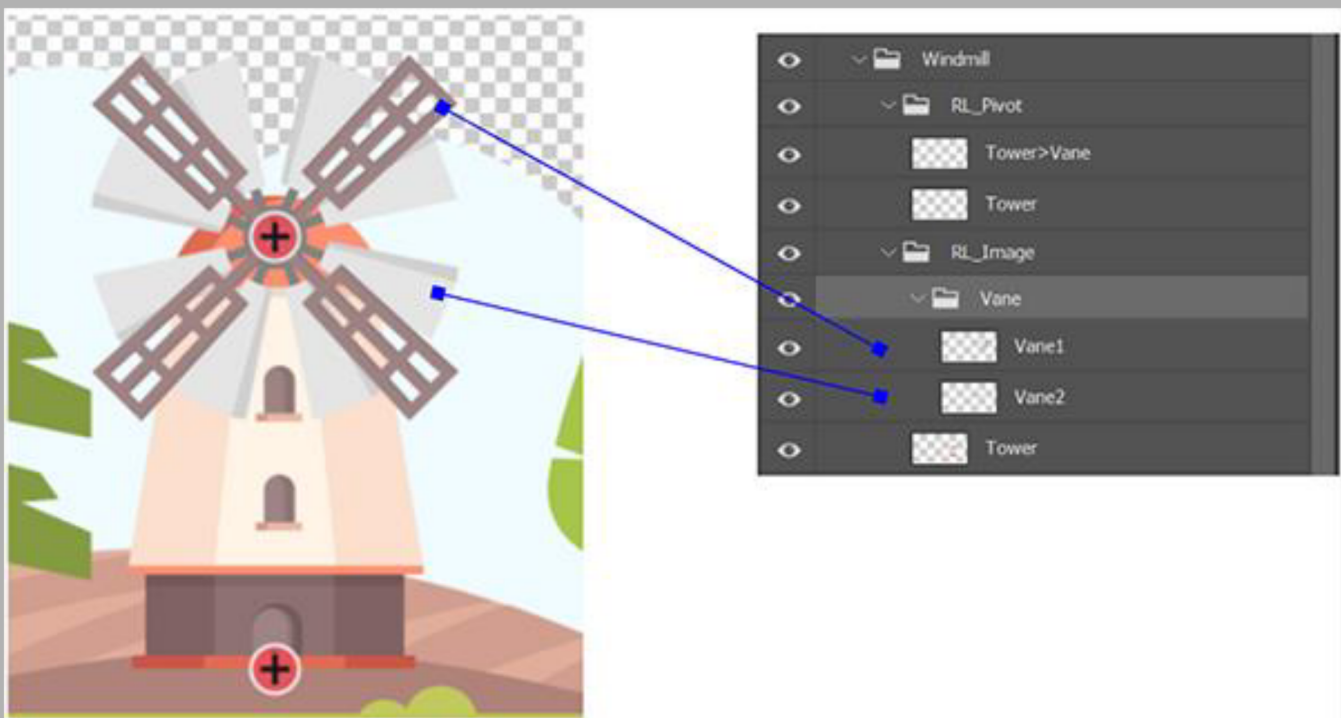 Windmill
RL_Pivot
Tower>Vane
Tower
RL_Image
Vane
Vane1
Vane2
Tower